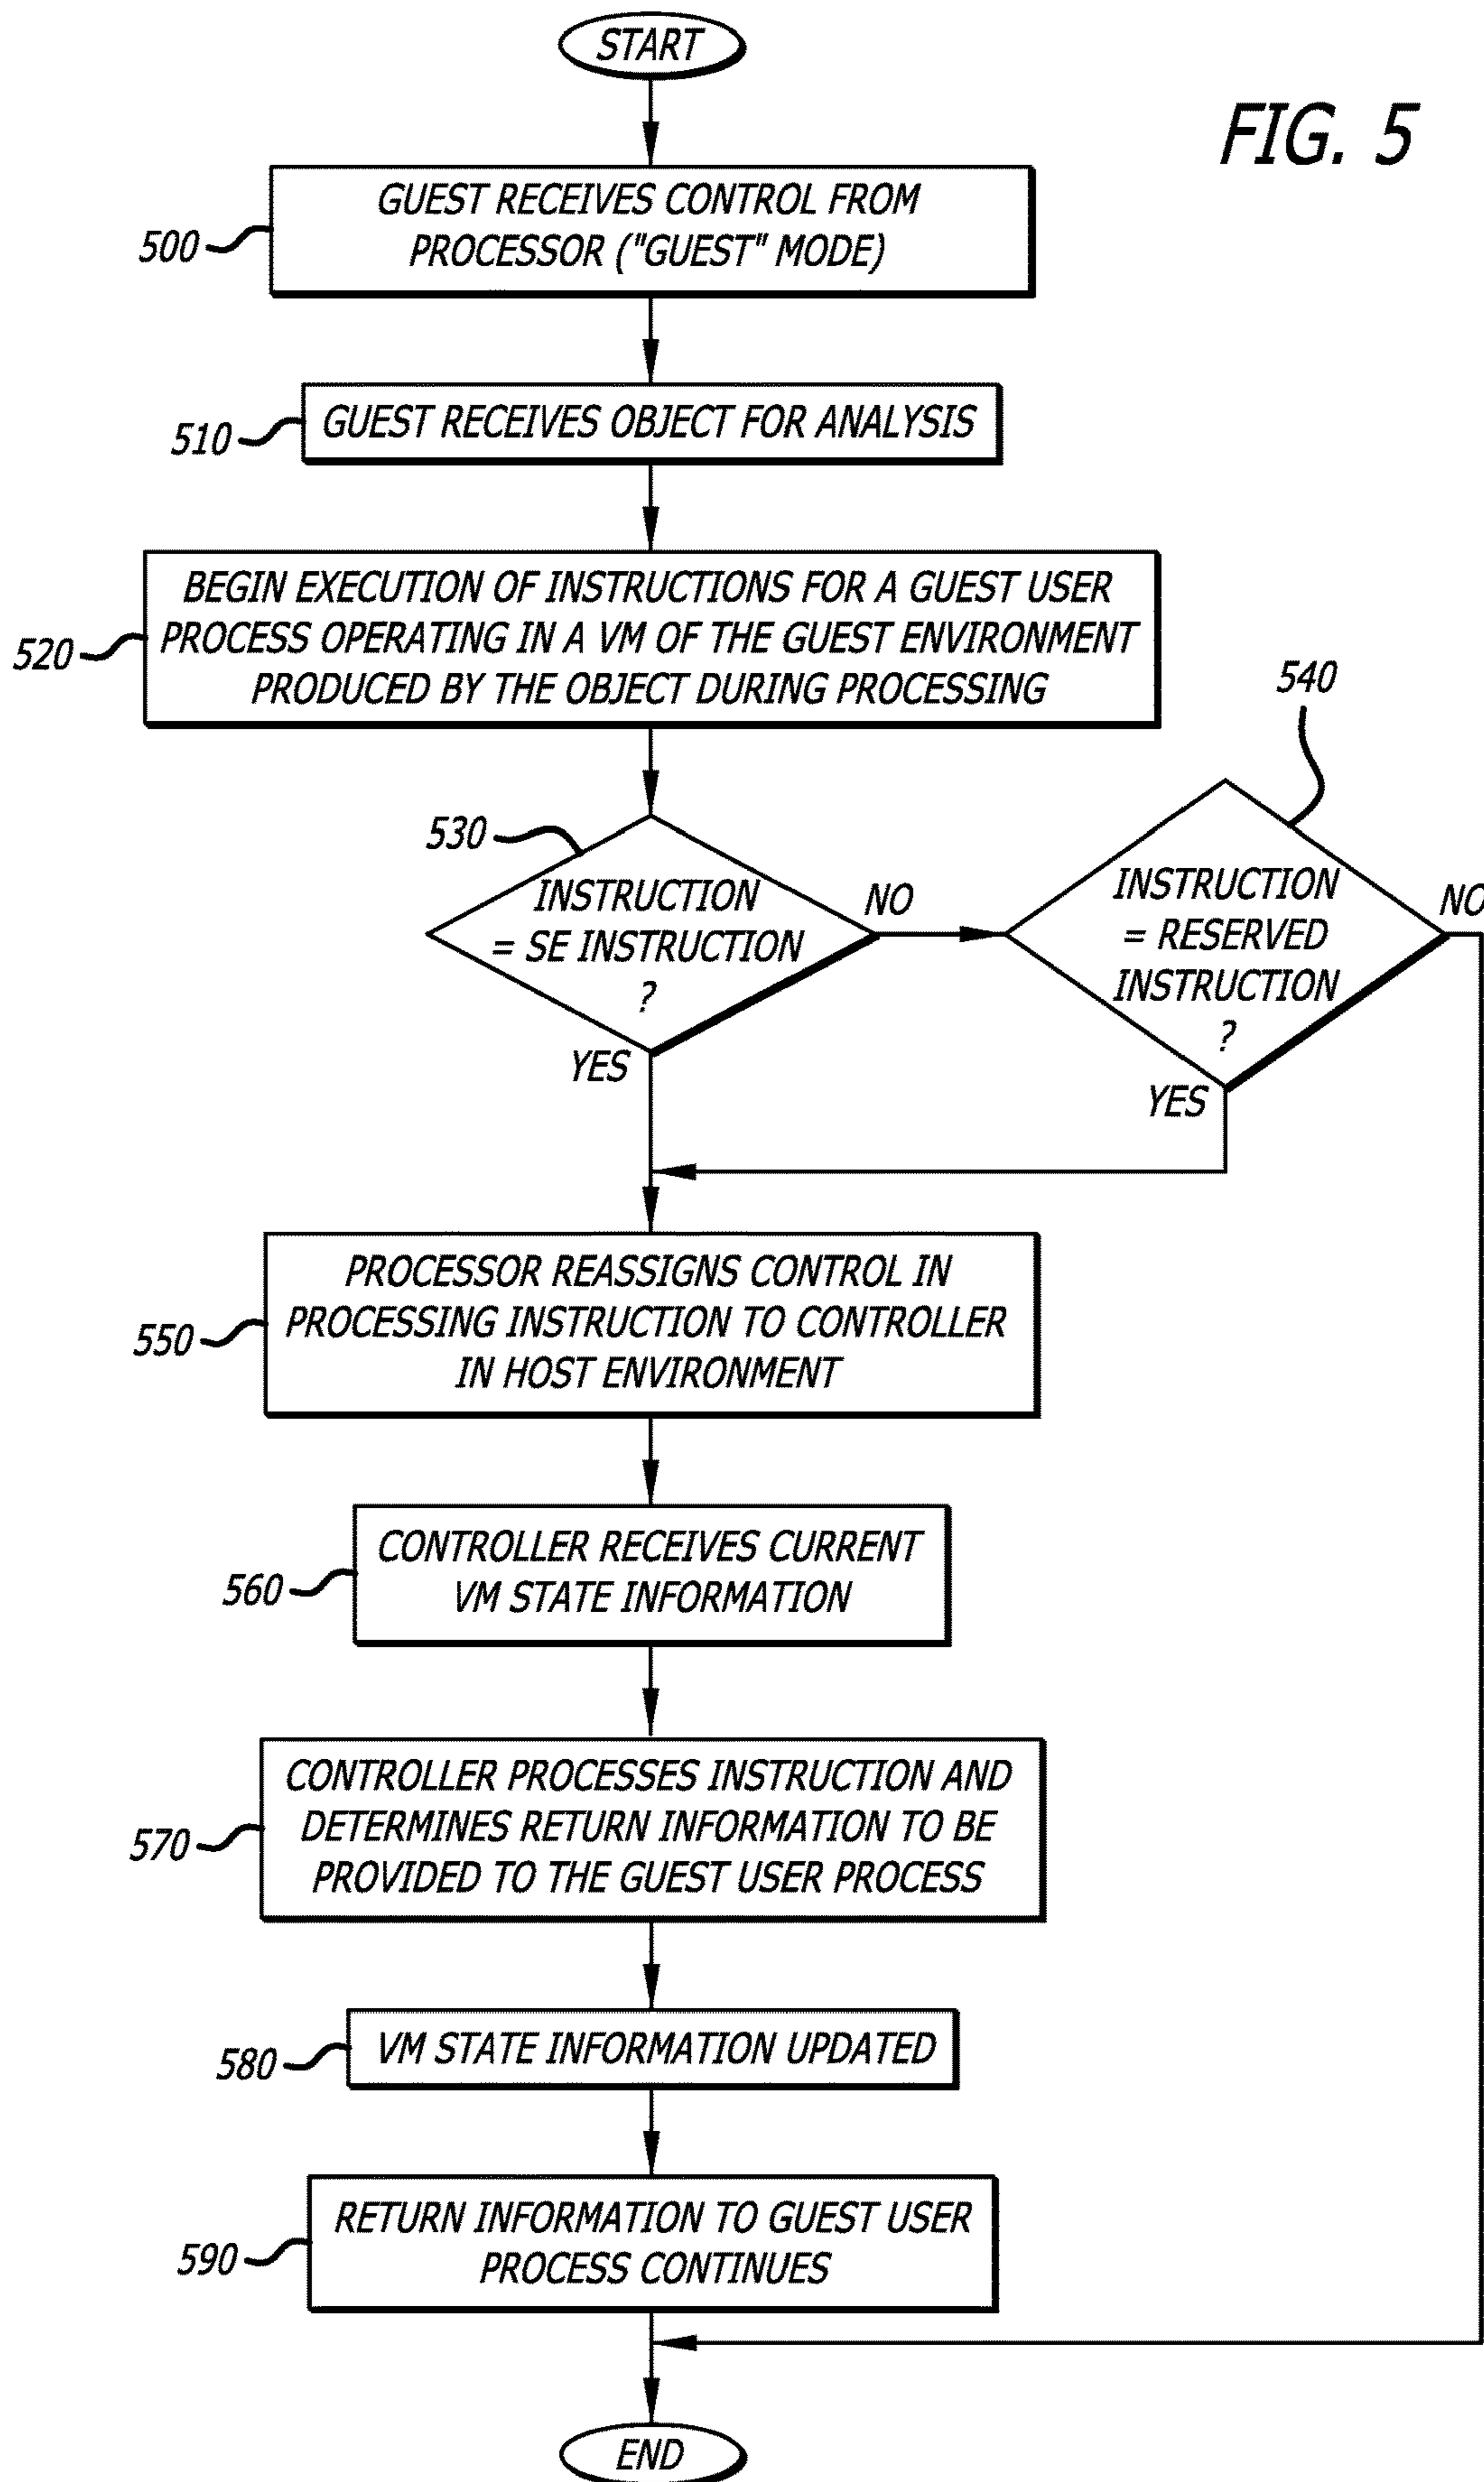 START
FIG. 5
GUEST RECEIVES CONTROL FROM
PROCESSOR ("GUEST" MODE)
500
GUEST RECEIVES OBJECT FOR ANALYSIS
510
BEGIN EXECUTION OF INSTRUCTIONS FOR A GUEST USER
PROCESS OPERATING IN A VM OF THE GUEST ENVIRONMENT
PRODUCED BY THE OBJECT DURING PROCESSING
520
530
INSTRUCTION
= SE INSTRUCTION
?
NO
YES
540
INSTRUCTION
= RESERVED
INSTRUCTION
?
NO
YES
PROCESSOR REASSIGNS CONTROL IN
PROCESSING INSTRUCTION TO CONTROLLER
IN HOST ENVIRONMENT
550
CONTROLLER RECEIVES CURRENT
VM STATE INFORMATION
560
CONTROLLER PROCESSES INSTRUCTION AND
DETERMINES RETURN INFORMATION TO BE
PROVIDED TO THE GUEST USER PROCESS
570
VM STATE INFORMATION UPDATED
580
RETURN INFORMATION TO GUEST USER
PROCESS CONTINUES
590
END